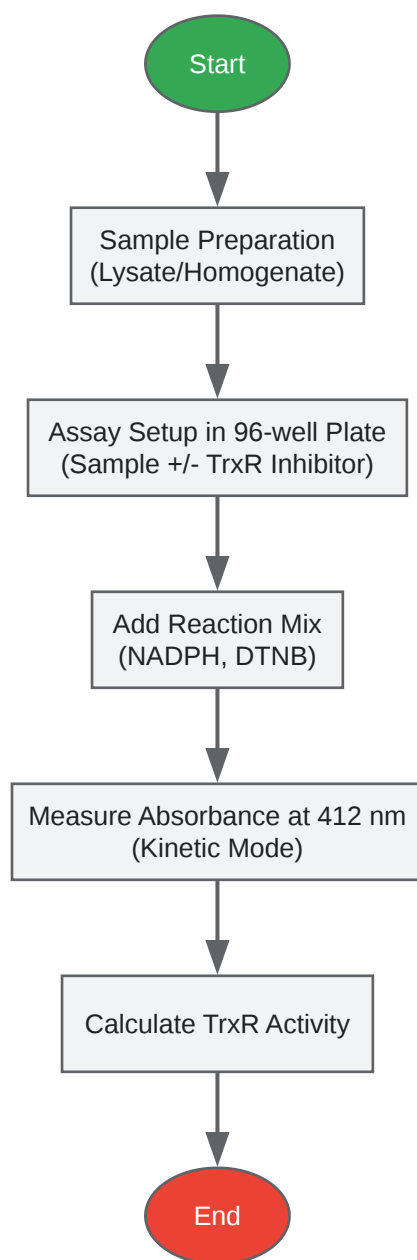 Start
Sample Preparation
(Lysate/Homogenate)
Assay Setup in 96-well Plate
(Sample +/- TrxR Inhibitor)
Add Reaction Mix
(NADPH, DTNB)
Measure Absorbance at 412 nm
(Kinetic Mode)
Calculate TrxR Activity
End